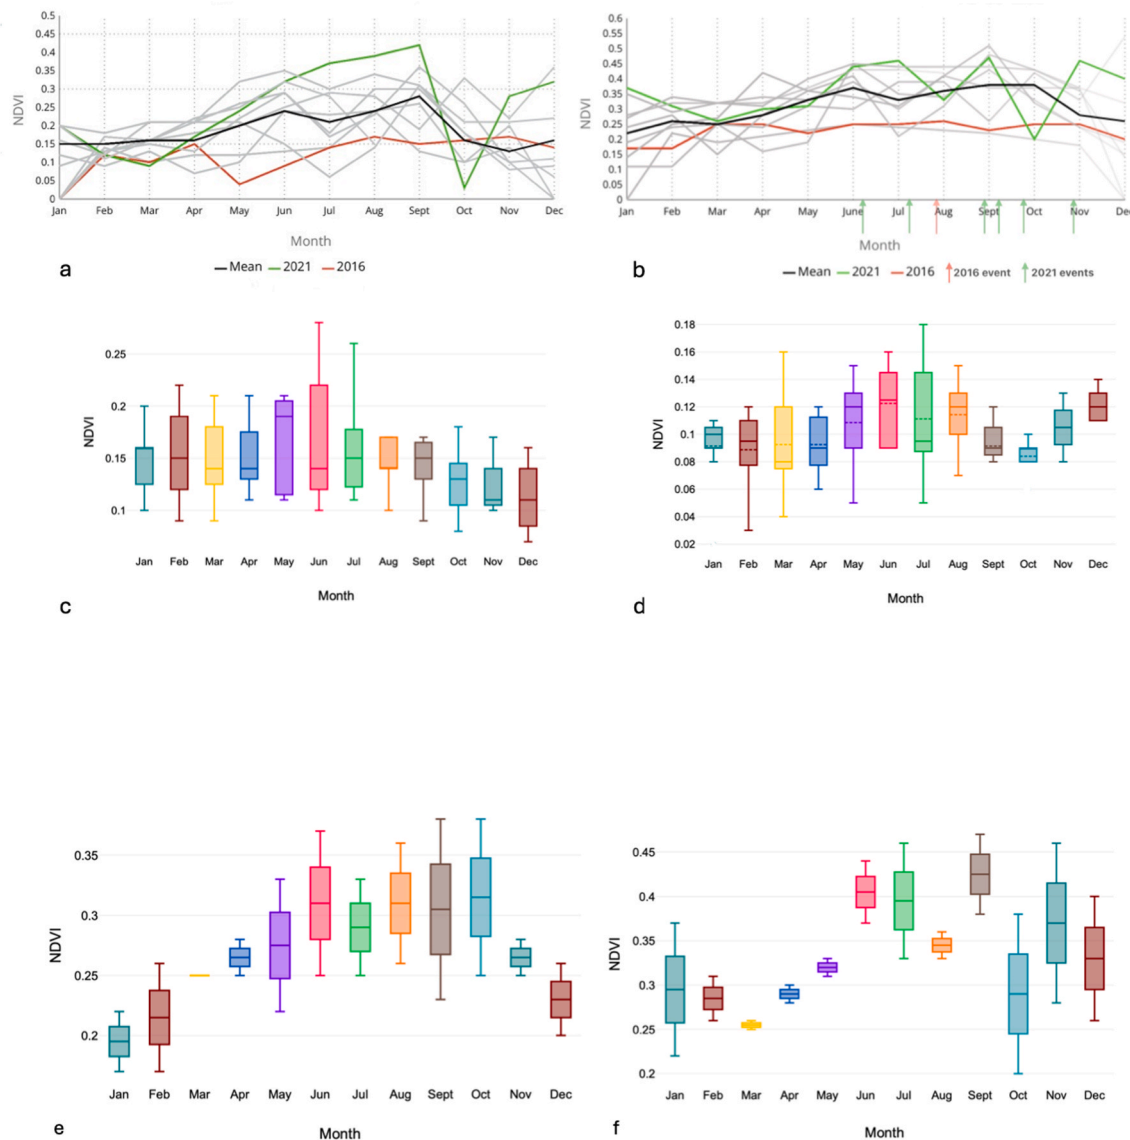 0.5
0.45
0.4
0.35
0.3
0.25
0.2
0.15
0.1
0.05
0
NDVI
Jan Feb Mar Apr May Jun Jul Aug Sept Oct Nov Dec
Month
Mean 2021 2016
a
0.6
0.55
0.5
0.45
0.4
0.35
0.3
0.25
0.2
0.15
0.1
0.05
0
NDVI
Jan Feb Mar Apr May June Jul Aug Sept Oct Nov De
Month
Mean 2021 2016 2016 event 2021 events
b
0.25
0.2
0.15
0.1
NDVI
Jan Feb Mar Apr May Jun Jul Aug Sept Oct Nov Dec
Month
c
0.18
0.16
0.14
0.12
0.1
0.08
0.06
0.04
0.02
NDVI
Jan Feb Mar Apr May Jun Jul Aug Sept Oct Nov Dec
Month
d
0.35
0.3
0.25
0.2
NDVI
Jan Feb Mar Apr May Jun Jul Aug Sept Oct Nov Dec
Month
e
0.45
0.4
0.35
0.3
0.25
0.2
NDVI
Jan Feb Mar Apr May Jun Jul Aug Sept Oct Nov Dec
Month
f